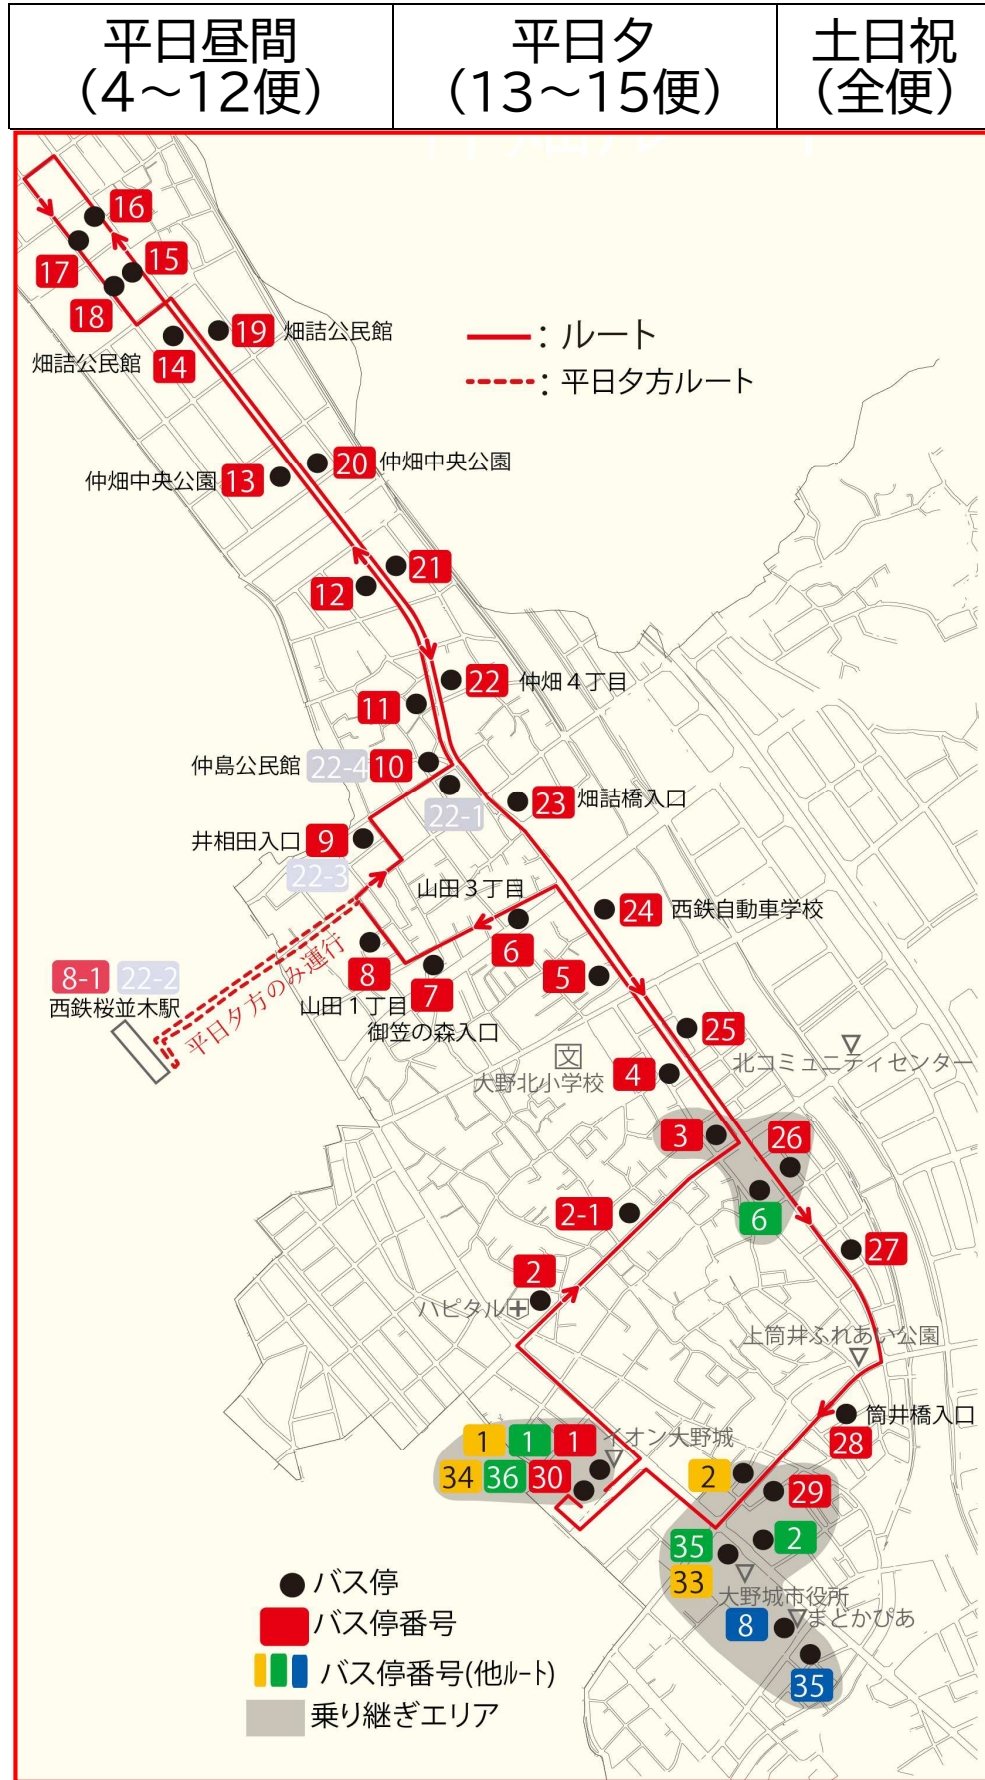 平日昼間
(4～12便)
平日夕
(13～15便)
土日祝
(全便)
16
15
17
18
19 畑詰公民館
畑詰公民館 14
：ルート
：平日夕方ルート
20 仲畑中央公園
仲畑中央公園 13
21
12
22 仲畑４丁目
11
仲島公民館 22-4 10
22-1
23 畑詰橋入口
井相田入口 9
22-3
山田３丁目
24 西鉄自動車学校
6
5
8
7
8-1 22-2
西鉄桜並木駅
平日夕方のみ運行
山田１丁目
御笠の森入口
25
北コミュニティセンター
文
大野北小学校 4
3
26
6
2-1
27
2
ハピタル
上筒井ふれあい公園
筒井橋入口
28
1 1 1 イオン大野城
34 36 30
2
29
2
35
33
大野城市役所
8 まどかぴあ
35
バス停
バス停番号
バス停番号(他ルート)
乗り継ぎエリア